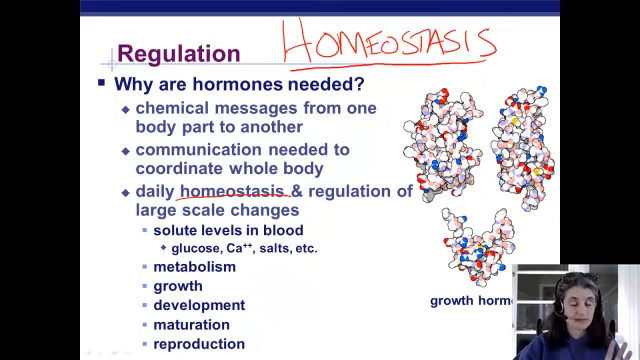 HOMEOSTASIS
Regulation
Why are hormones needed?
chemical messages from one
body part to another
communication needed to
coordinate whole body
daily homeostasis & regulation of
large scale changes
solute levels in blood
glucose, Ca++, salts, etc.
metabolism
growth
development
maturation
reproduction
growth